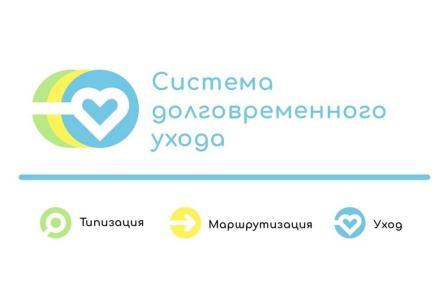 Система
долговременного
ухода
Типизация
Маршрутизация
Уход